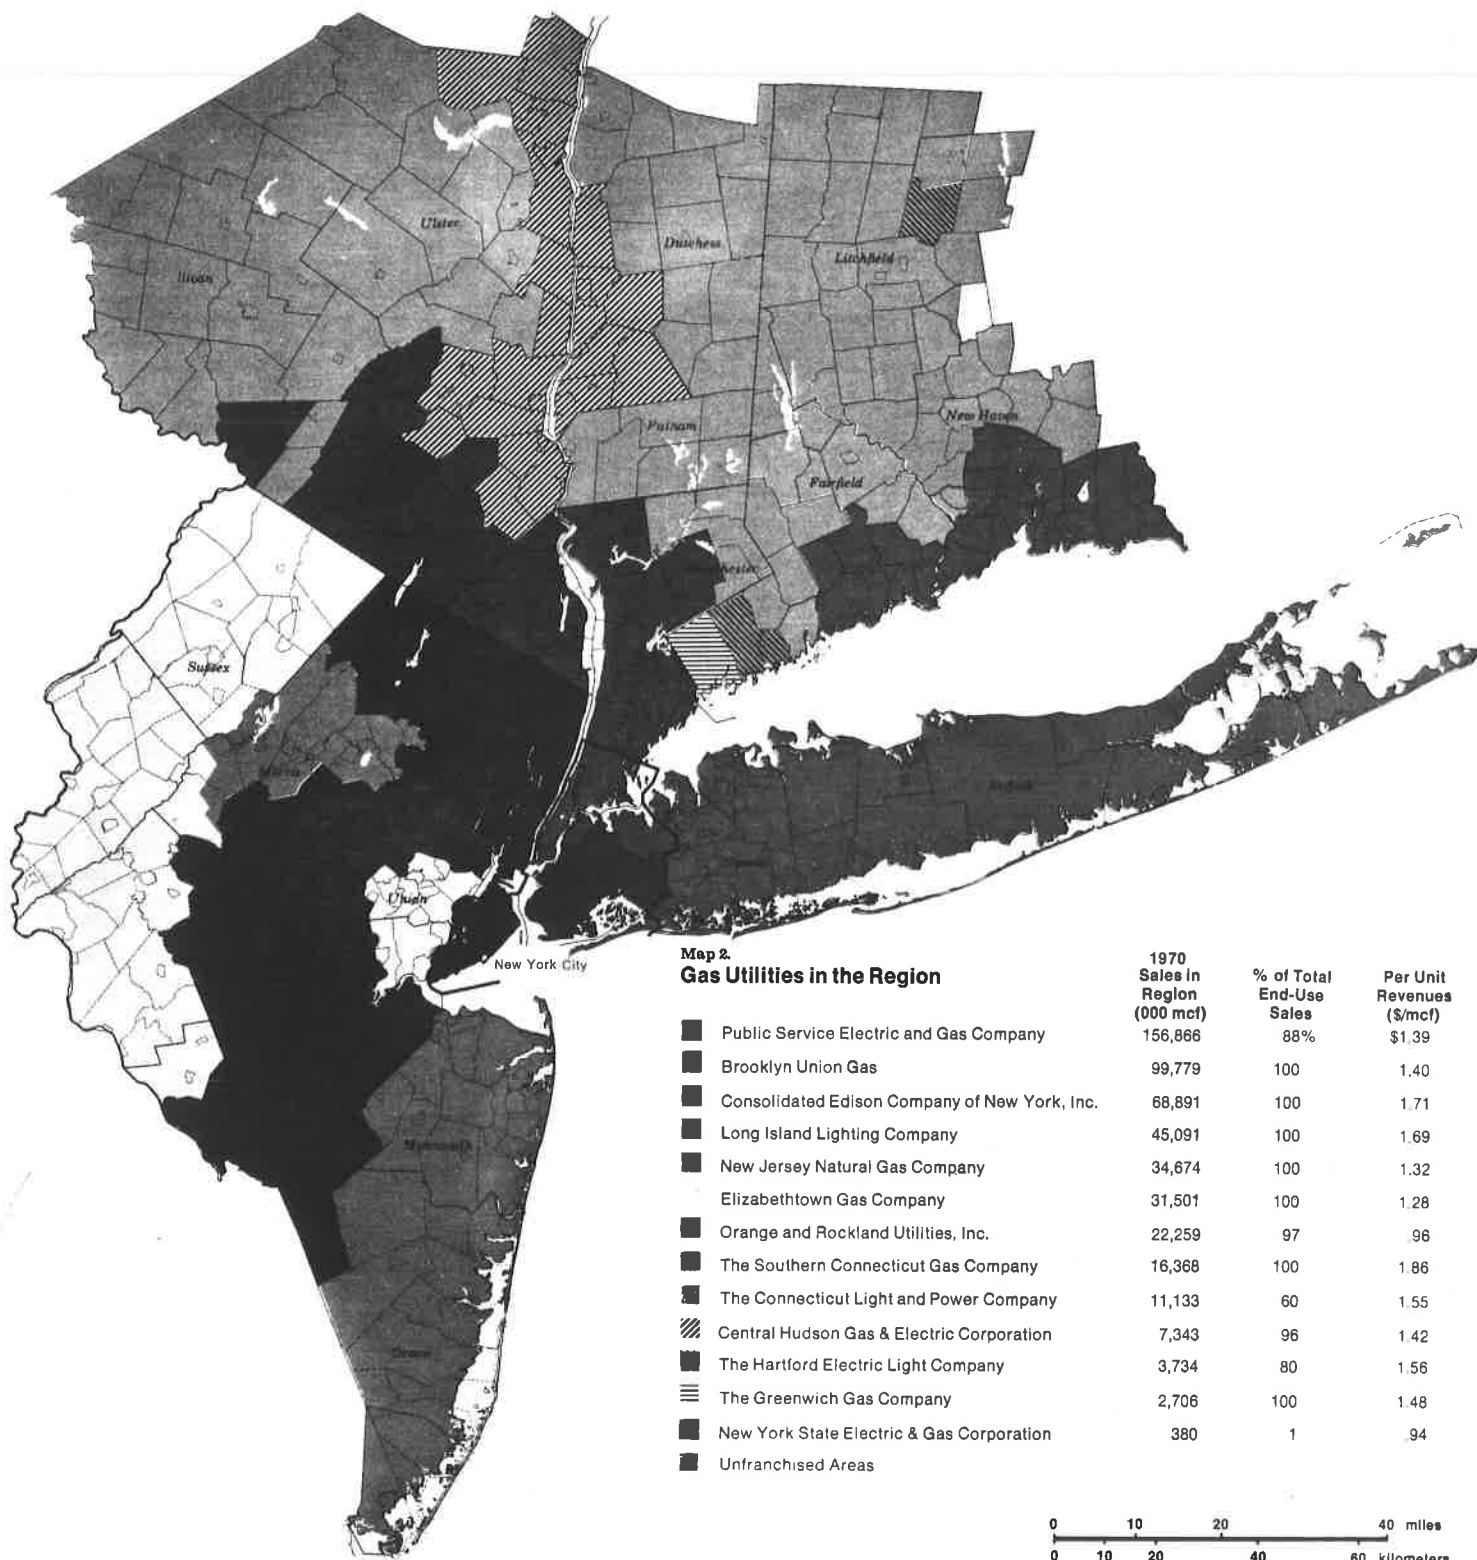 Ulster
Dutchess
Litchfield
Putnam
New Haven
Fairfield
Sussex
Union
New York City
Monmouth
Ocean
Map 2.
Gas Utilities in the Region
1970 Sales in Region (000 mcf)
% of Total End-Use Sales
Per Unit Revenues ($/mcf)
Public Service Electric and Gas Company 156,866 88% $1.39
Brooklyn Union Gas 99,779 100 1.40
Consolidated Edison Company of New York, Inc. 68,891 100 1.71
Long Island Lighting Company 45,091 100 1.69
New Jersey Natural Gas Company 34,674 100 1.32
Elizabethtown Gas Company 31,501 100 1.28
Orange and Rockland Utilities, Inc. 22,259 97 .96
The Southern Connecticut Gas Company 16,368 100 1.86
The Connecticut Light and Power Company 11,133 60 1.55
Central Hudson Gas & Electric Corporation 7,343 96 1.42
The Hartford Electric Light Company 3,734 80 1.56
The Greenwich Gas Company 2,706 100 1.48
New York State Electric & Gas Corporation 380 1 .94
Unfranchised Areas
0 10 20 40 miles
0 10 20 40 60 kilometers